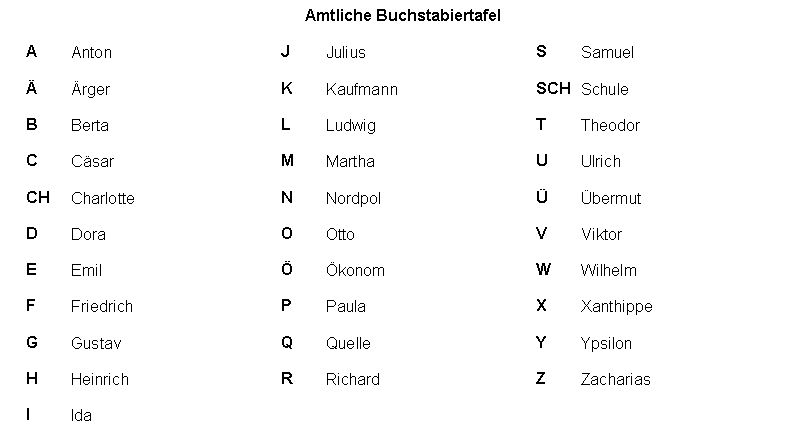 Amtliche Buchstabiertafel
A Anton J Julius S Samuel
Ä Ärger K Kaufmann SCH Schule
B Berta L Ludwig T Theodor
C Cäsar M Martha U Ulrich
CH Charlotte N Nordpol Ü Übermut
D Dora O Otto V Viktor
E Emil Ö Ökonom W Wilhelm
F Friedrich P Paula X Xanthippe
G Gustav Q Quelle Y Ypsilon
H Heinrich R Richard Z Zacharias
I Ida